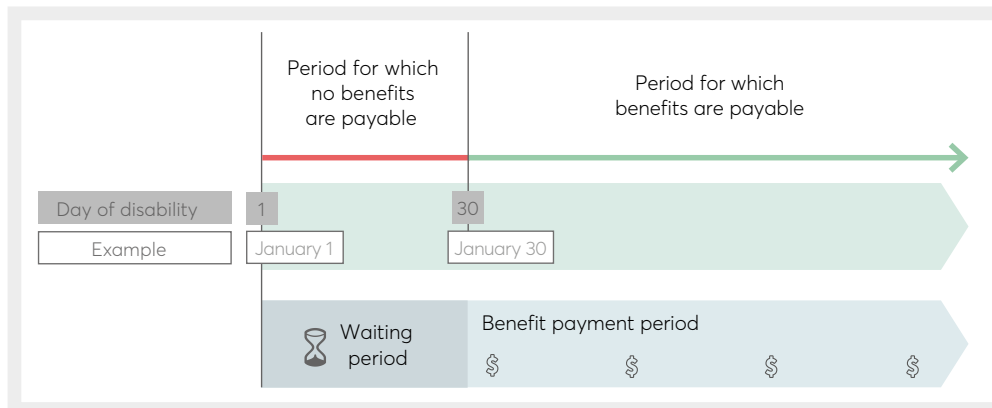 Period for which
no benefits
are payable
Period for which
benefits are payable
Day of disability
1
30
Example
January 1
January 30
Waiting
period
Benefit payment period
$ $ $ $